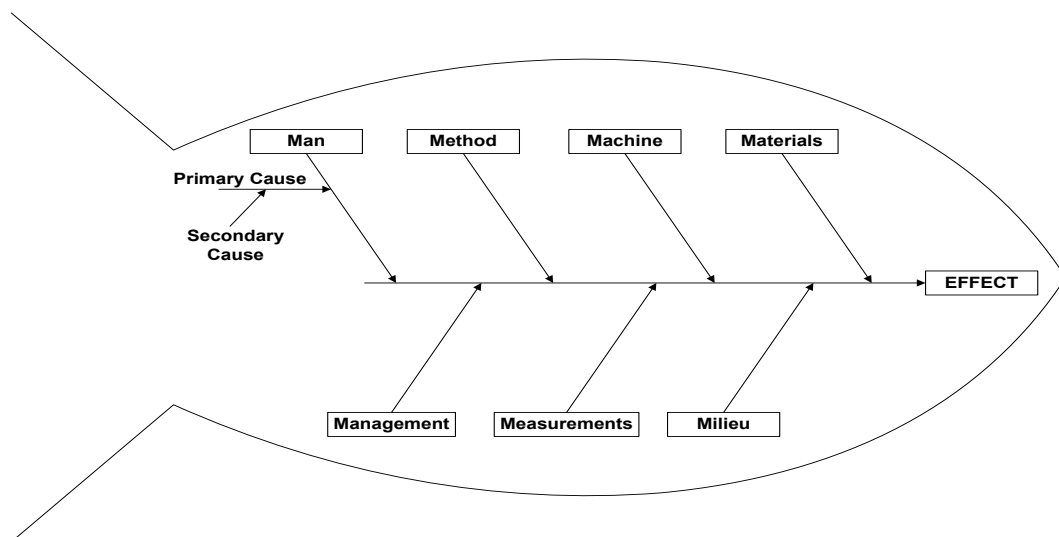 Man
Method
Machine
Materials
Primary Cause
Secondary
Cause
EFFECT
Management
Measurements
Milieu